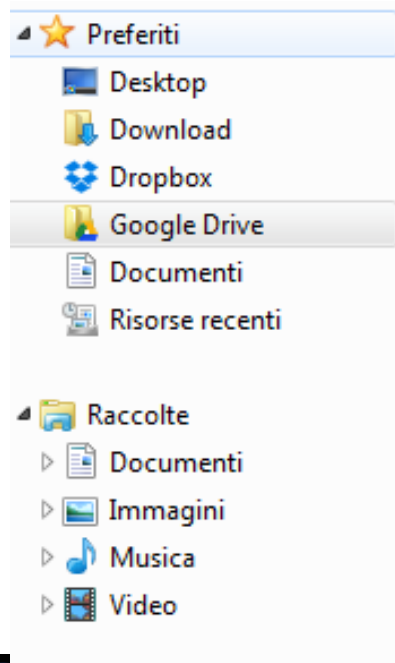 Preferiti
Desktop
Download
Dropbox
Google Drive
Documenti
Risorse recenti
Raccolte
Documenti
Immagini
Musica
Video